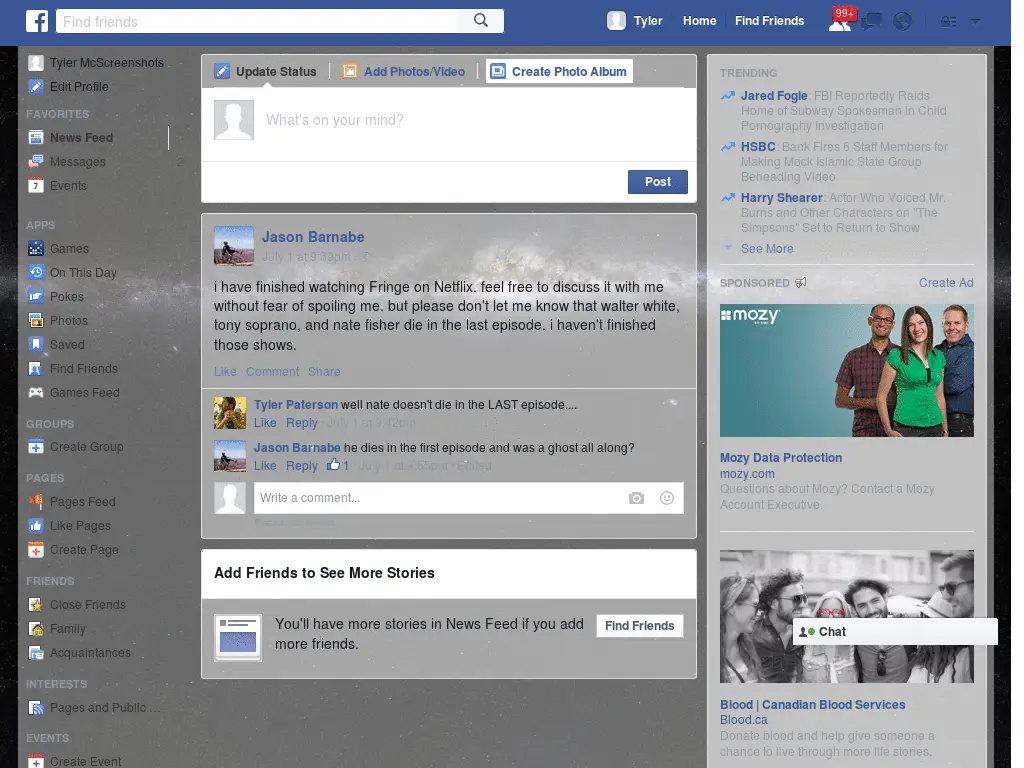 Find friends
Tyler
Home
Find Friends
99+
Tyler McScreenshots
Edit Profile
FAVORITES
News Feed
Messages 2
Events
APPS
Games
On This Day
Pokes
Photos
Saved
Find Friends
Games Feed
GROUPS
Create Group
PAGES
Pages Feed
Like Pages
Create Page
FRIENDS
Close Friends
Family
Acquaintances
INTERESTS
Pages and Public ...
EVENTS
Create Event
Update Status
Add Photos/Video
Create Photo Album
What's on your mind?
Post
Jason Barnabe
July 1 at 9:39pm
i have finished watching Fringe on Netflix. feel free to discuss it with me
without fear of spoiling me. but please don't let me know that walter white,
tony soprano, and nate fisher die in the last episode. i haven't finished
those shows.
Like Comment Share
Tyler Paterson well nate doesn't die in the LAST episode....
Like · Reply · July 1 at 9:42pm
Jason Barnabe he dies in the first episode and was a ghost all along?
Like · Reply · 1 · July 1 at 9:55pm · Edited
Write a comment...
Add Friends to See More Stories
You'll have more stories in News Feed if you add
more friends.
Find Friends
TRENDING
Jared Fogle: FBI Reportedly Raids
Home of Subway Spokesman in Child
Pornography Investigation
HSBC: Bank Fires 6 Staff Members for
Making Mock Islamic State Group
Beheading Video
Harry Shearer: Actor Who Voiced Mr.
Burns and Other Characters on "The
Simpsons" Set to Return to Show
See More
SPONSORED
Create Ad
mozy
Mozy Data Protection
mozy.com
Questions about Mozy? Contact a Mozy
Account Executive.
Chat
Blood | Canadian Blood Services
Blood.ca
Donate blood and help give someone a
chance to live through more life stories.